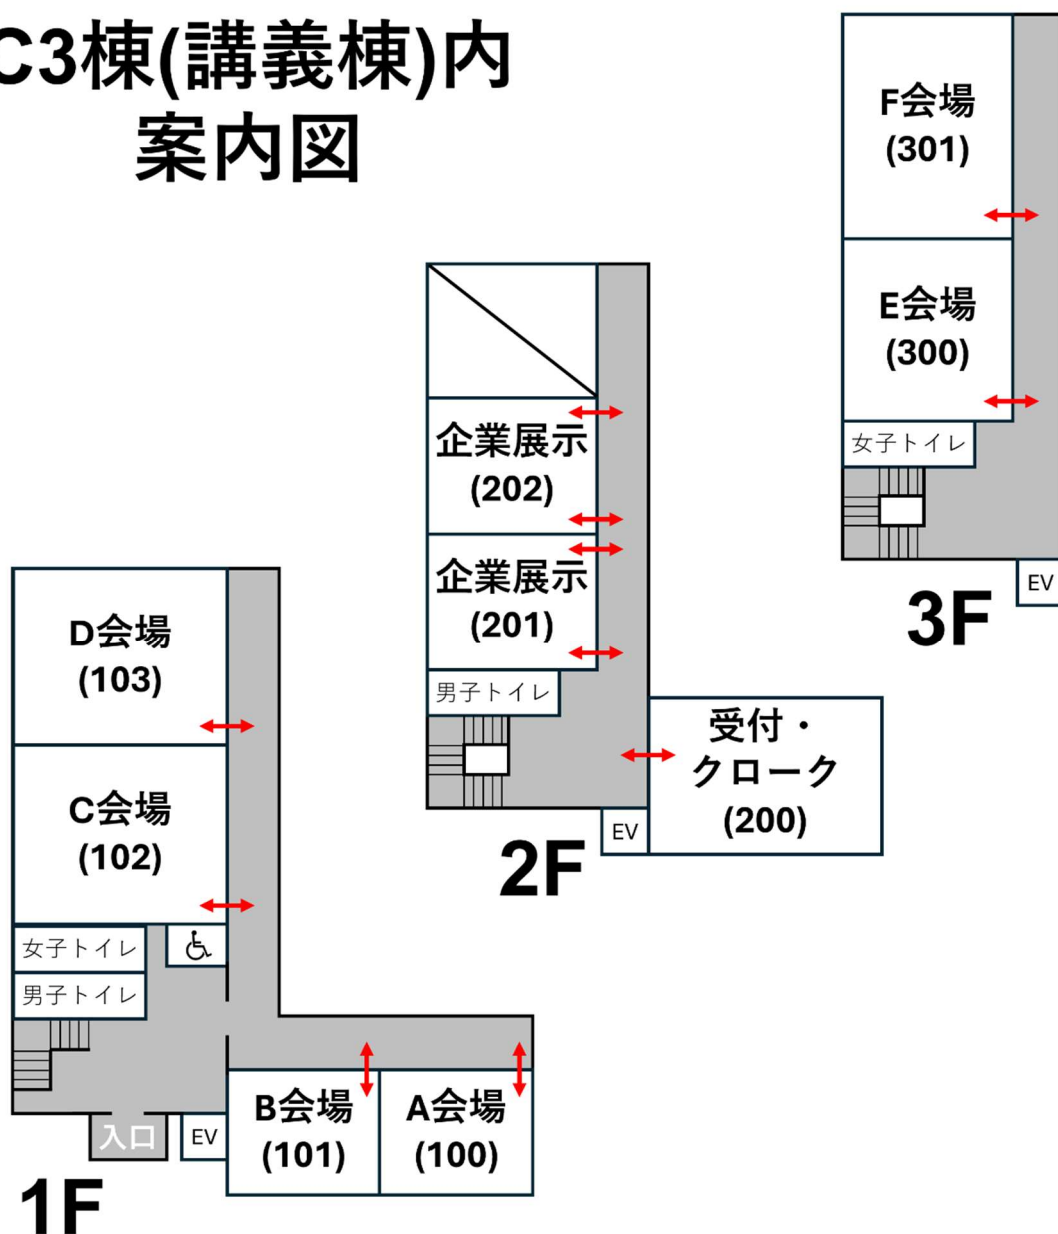 C3棟(講義棟)内
案内図
F会場
(301)
E会場
(300)
女子トイレ
EV
3F
企業展示
(202)
企業展示
(201)
男子トイレ
受付・
クローク
(200)
EV
2F
D会場
(103)
C会場
(102)
女子トイレ
男子トイレ
入口
EV
B会場
(101)
A会場
(100)
1F